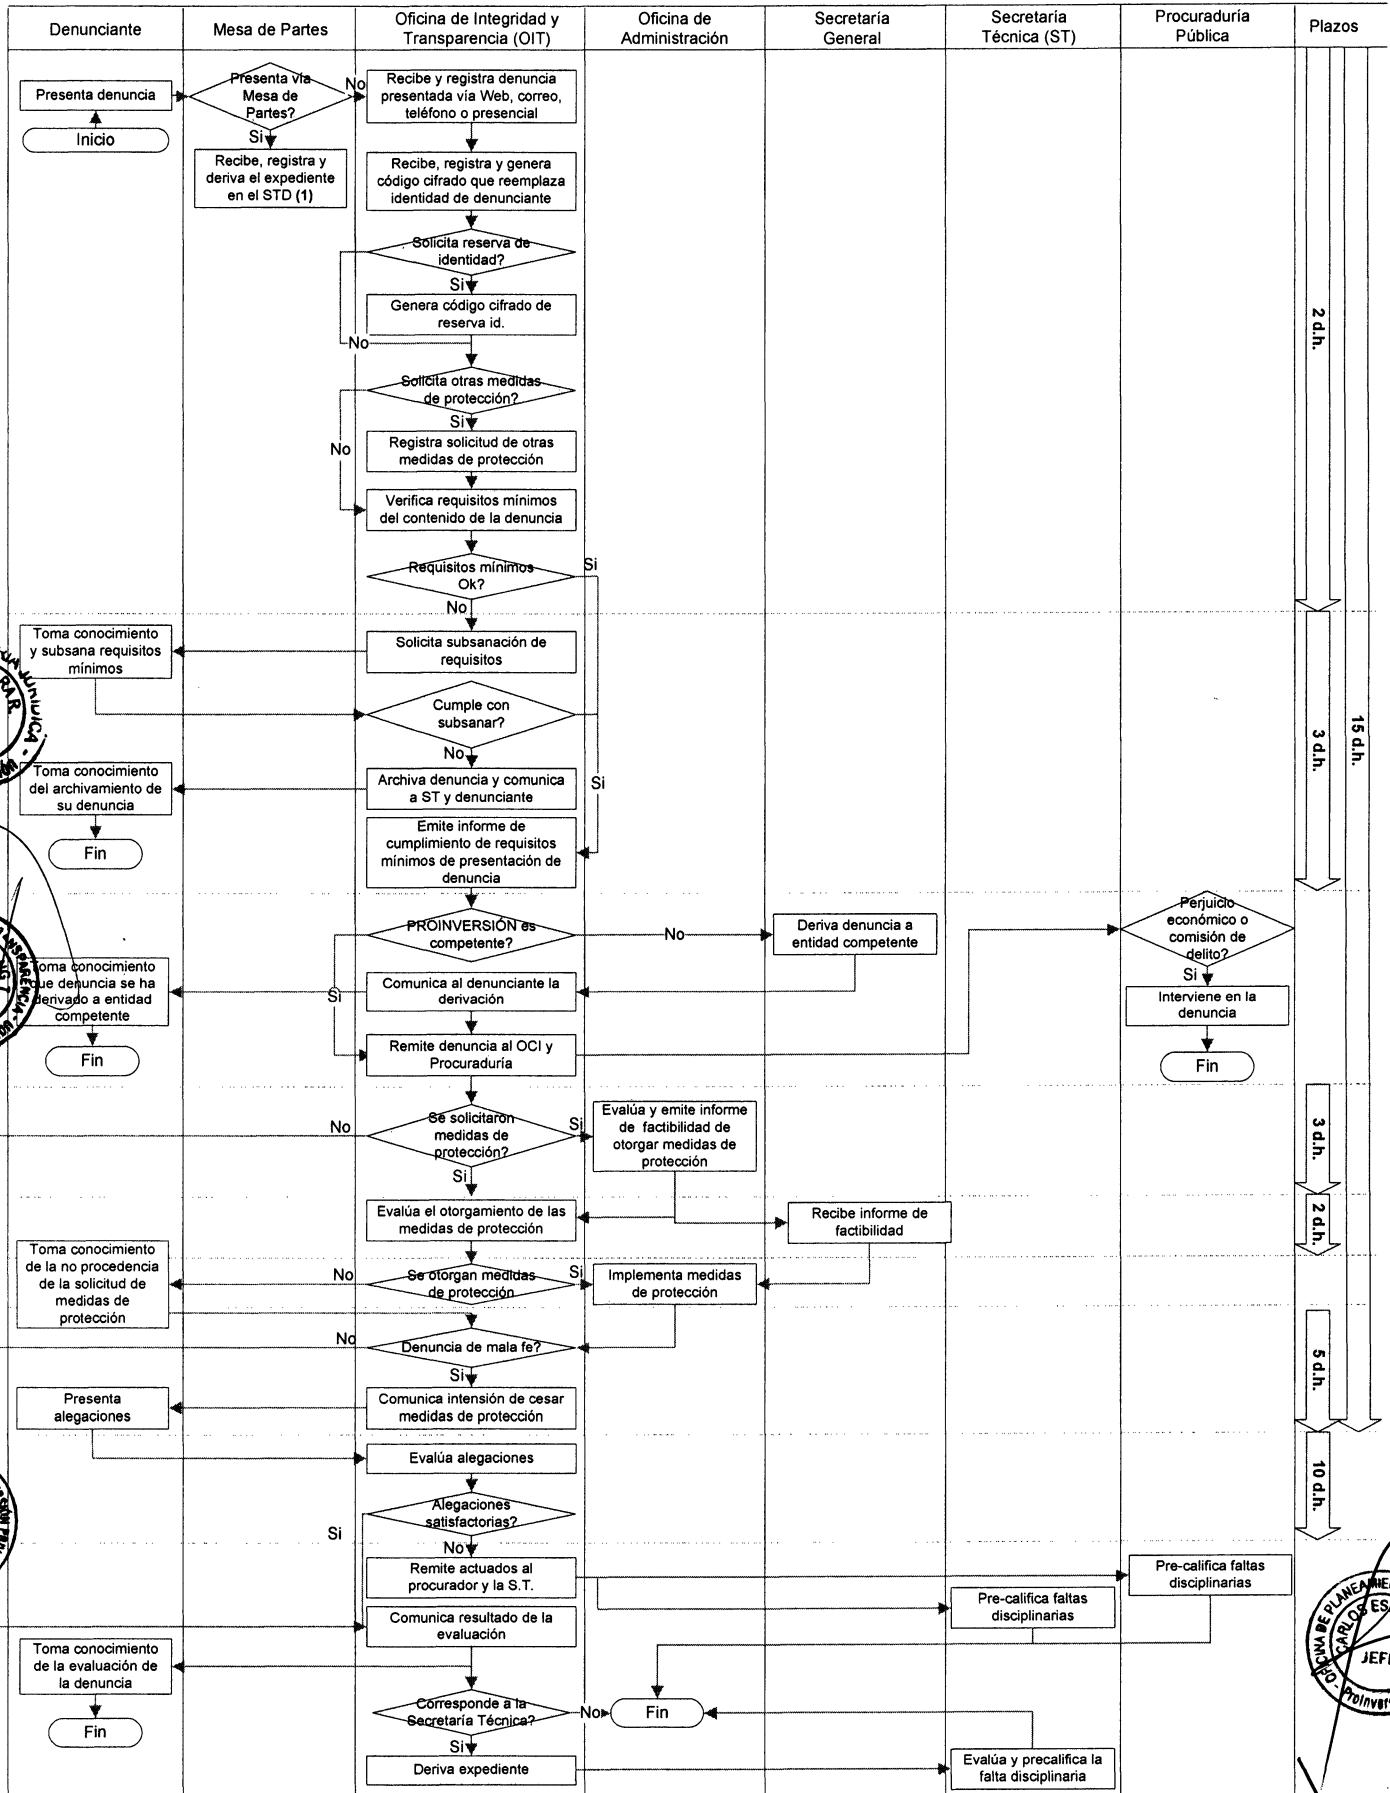 Denunciante
Mesa de Partes
Oficina de Integridad y
Transparencia (OIT)
Oficina de
Administración
Secretaría
General
Secretaría
Técnica (ST)
Procuraduría
Pública
Plazos
Presenta denuncia
Inicio
Presenta vía
Mesa de
Partes?
No
Si
Recibe, registra y
deriva el expediente
en el STD (1)
Recibe y registra denuncia
presentada vía Web, correo,
teléfono o presencial
Recibe, registra y genera
código cifrado que reemplaza
identidad de denunciante
Solicita reserva de
identidad?
Si
Genera código cifrado de
reserva id.
No
Solicita otras medidas
de protección?
Si
No
Registra solicitud de otras
medidas de protección
Verifica requisitos mínimos
del contenido de la denuncia
Requisitos mínimos
Ok?
Si
No
2 d.h.
Toma conocimiento
y subsana requisitos
mínimos
Solicita subsanación de
requisitos
Cumple con
subsanar?
No
Si
Toma conocimiento
del archivamiento de
su denuncia
Archiva denuncia y comunica
a ST y denunciante
Fin
Emite informe de
cumplimiento de requisitos
mínimos de presentación de
denuncia
3 d.h.
15 d.h.
PROINVERSIÓN es
competente?
No
Si
Deriva denuncia a
entidad competente
Perjuicio
económico o
comisión de
delito?
Si
Toma conocimiento
que denuncia se ha
derivado a entidad
competente
Comunica al denunciante la
derivación
Interviene en la
denuncia
Fin
Remite denuncia al OCI y
Procuraduría
Fin
Se solicitaron
medidas de
protección?
No
Si
Si
Evalúa y emite informe
de factibilidad de
otorgar medidas de
protección
3 d.h.
Evalúa el otorgamiento de las
medidas de protección
Recibe informe de
factibilidad
2 d.h.
Toma conocimiento
de la no procedencia
de la solicitud de
medidas de
protección
No
Se otorgan medidas
de protección?
Si
Implementa medidas
de protección
No
Denuncia de mala fe?
Si
5 d.h.
Presenta
alegaciones
Comunica intensión de cesar
medidas de protección
Evalúa alegaciones
10 d.h.
Alegaciones
satisfactorias?
Si
No
Remite actuados al
procurador y la S.T.
Pre-califica faltas
disciplinarias
Pre-califica faltas
disciplinarias
Comunica resultado de la
evaluación
Toma conocimiento
de la evaluación de
la denuncia
Fin
Corresponde a la
Secretaría Técnica?
No
Fin
Si
Deriva expediente
Evalúa y precalifica la
falta disciplinaria
JURIDICA
OFICINA DE
CARLOS